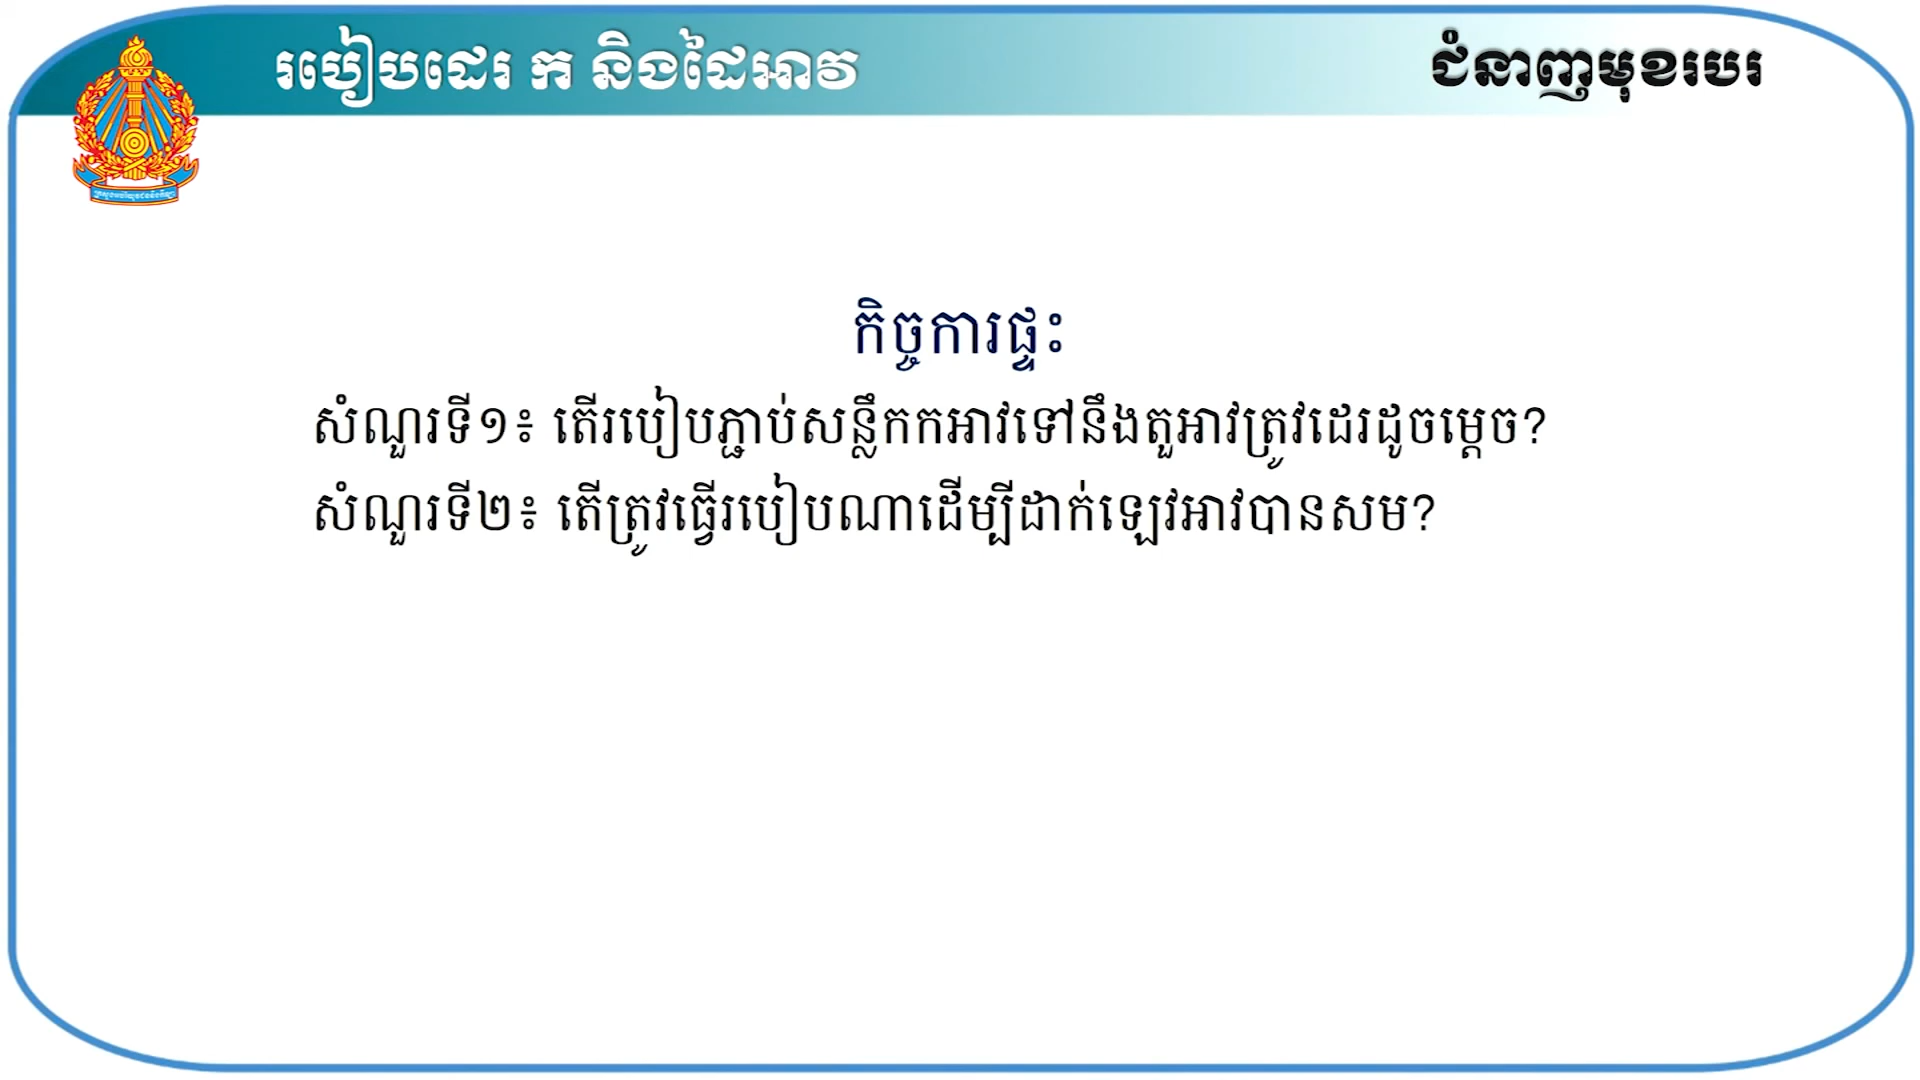 របៀបដេរ ក និងដៃអាវ
ជំនាញមុខរបរ
កិច្ចការផ្ទះ
សំណួរទី១៖ តើរបៀបភ្ជាប់សន្លឹកកអាវទៅនឹងតួអាវត្រូវដេរដូចម្តេច?
សំណួរទី២៖ តើត្រូវធ្វើរបៀបណាដើម្បីដាក់ឡេវអាវបានសម?